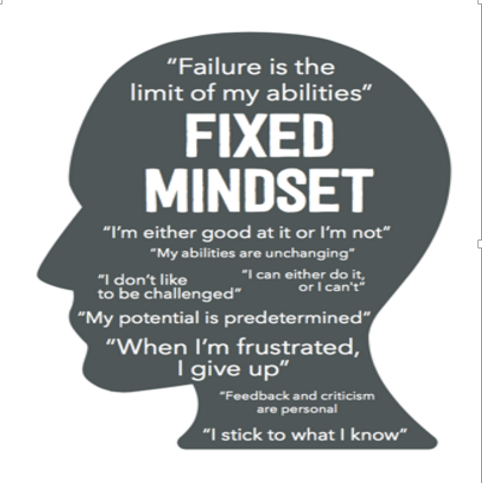 “Failure is the
limit of my abilities”
FIXED
MINDSET
“I’m either good at it or I’m not”
“My abilities are unchanging”
“I don’t like
to be challenged”
“I can either do it,
or I can't”
“My potential is predetermined”
“When I’m frustrated,
I give up”
“Feedback and criticism
are personal
“I stick to what I know”